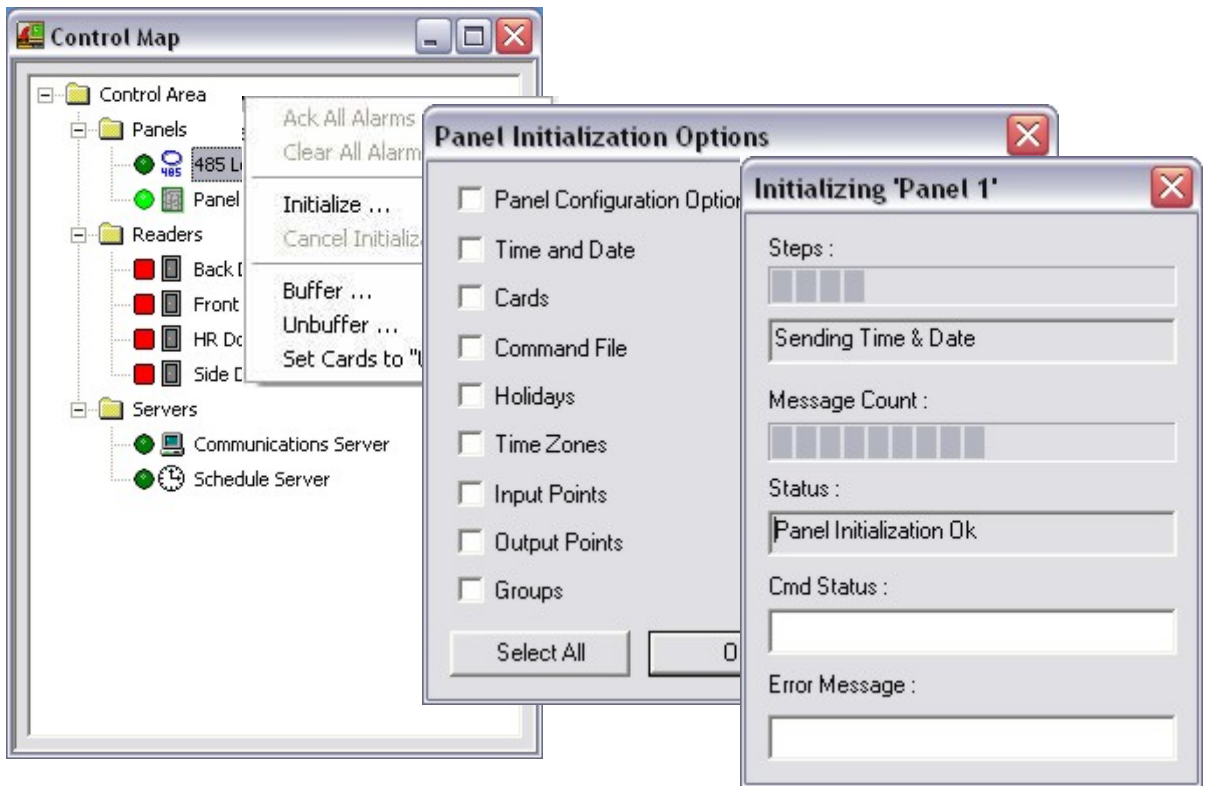 Control Map
Control Area
Panels
485
485
Panel
Readers
Back
Front
HR
Side
Servers
Communications Server
Schedule Server
Ack All Alarms
Clear All Alarm
Initialize ...
Cancel
Buffer ...
Unbuffer ...
Set Cards to
Panel Initialization Options
Panel Configuration
Time and Date
Cards
Command File
Holidays
Time Zones
Input Points
Output Points
Groups
Select All
Initializing 'Panel 1'
Steps :
Sending Time & Date
Message Count :
Status :
Panel Initialization Ok
Cmd Status :
Error Message :